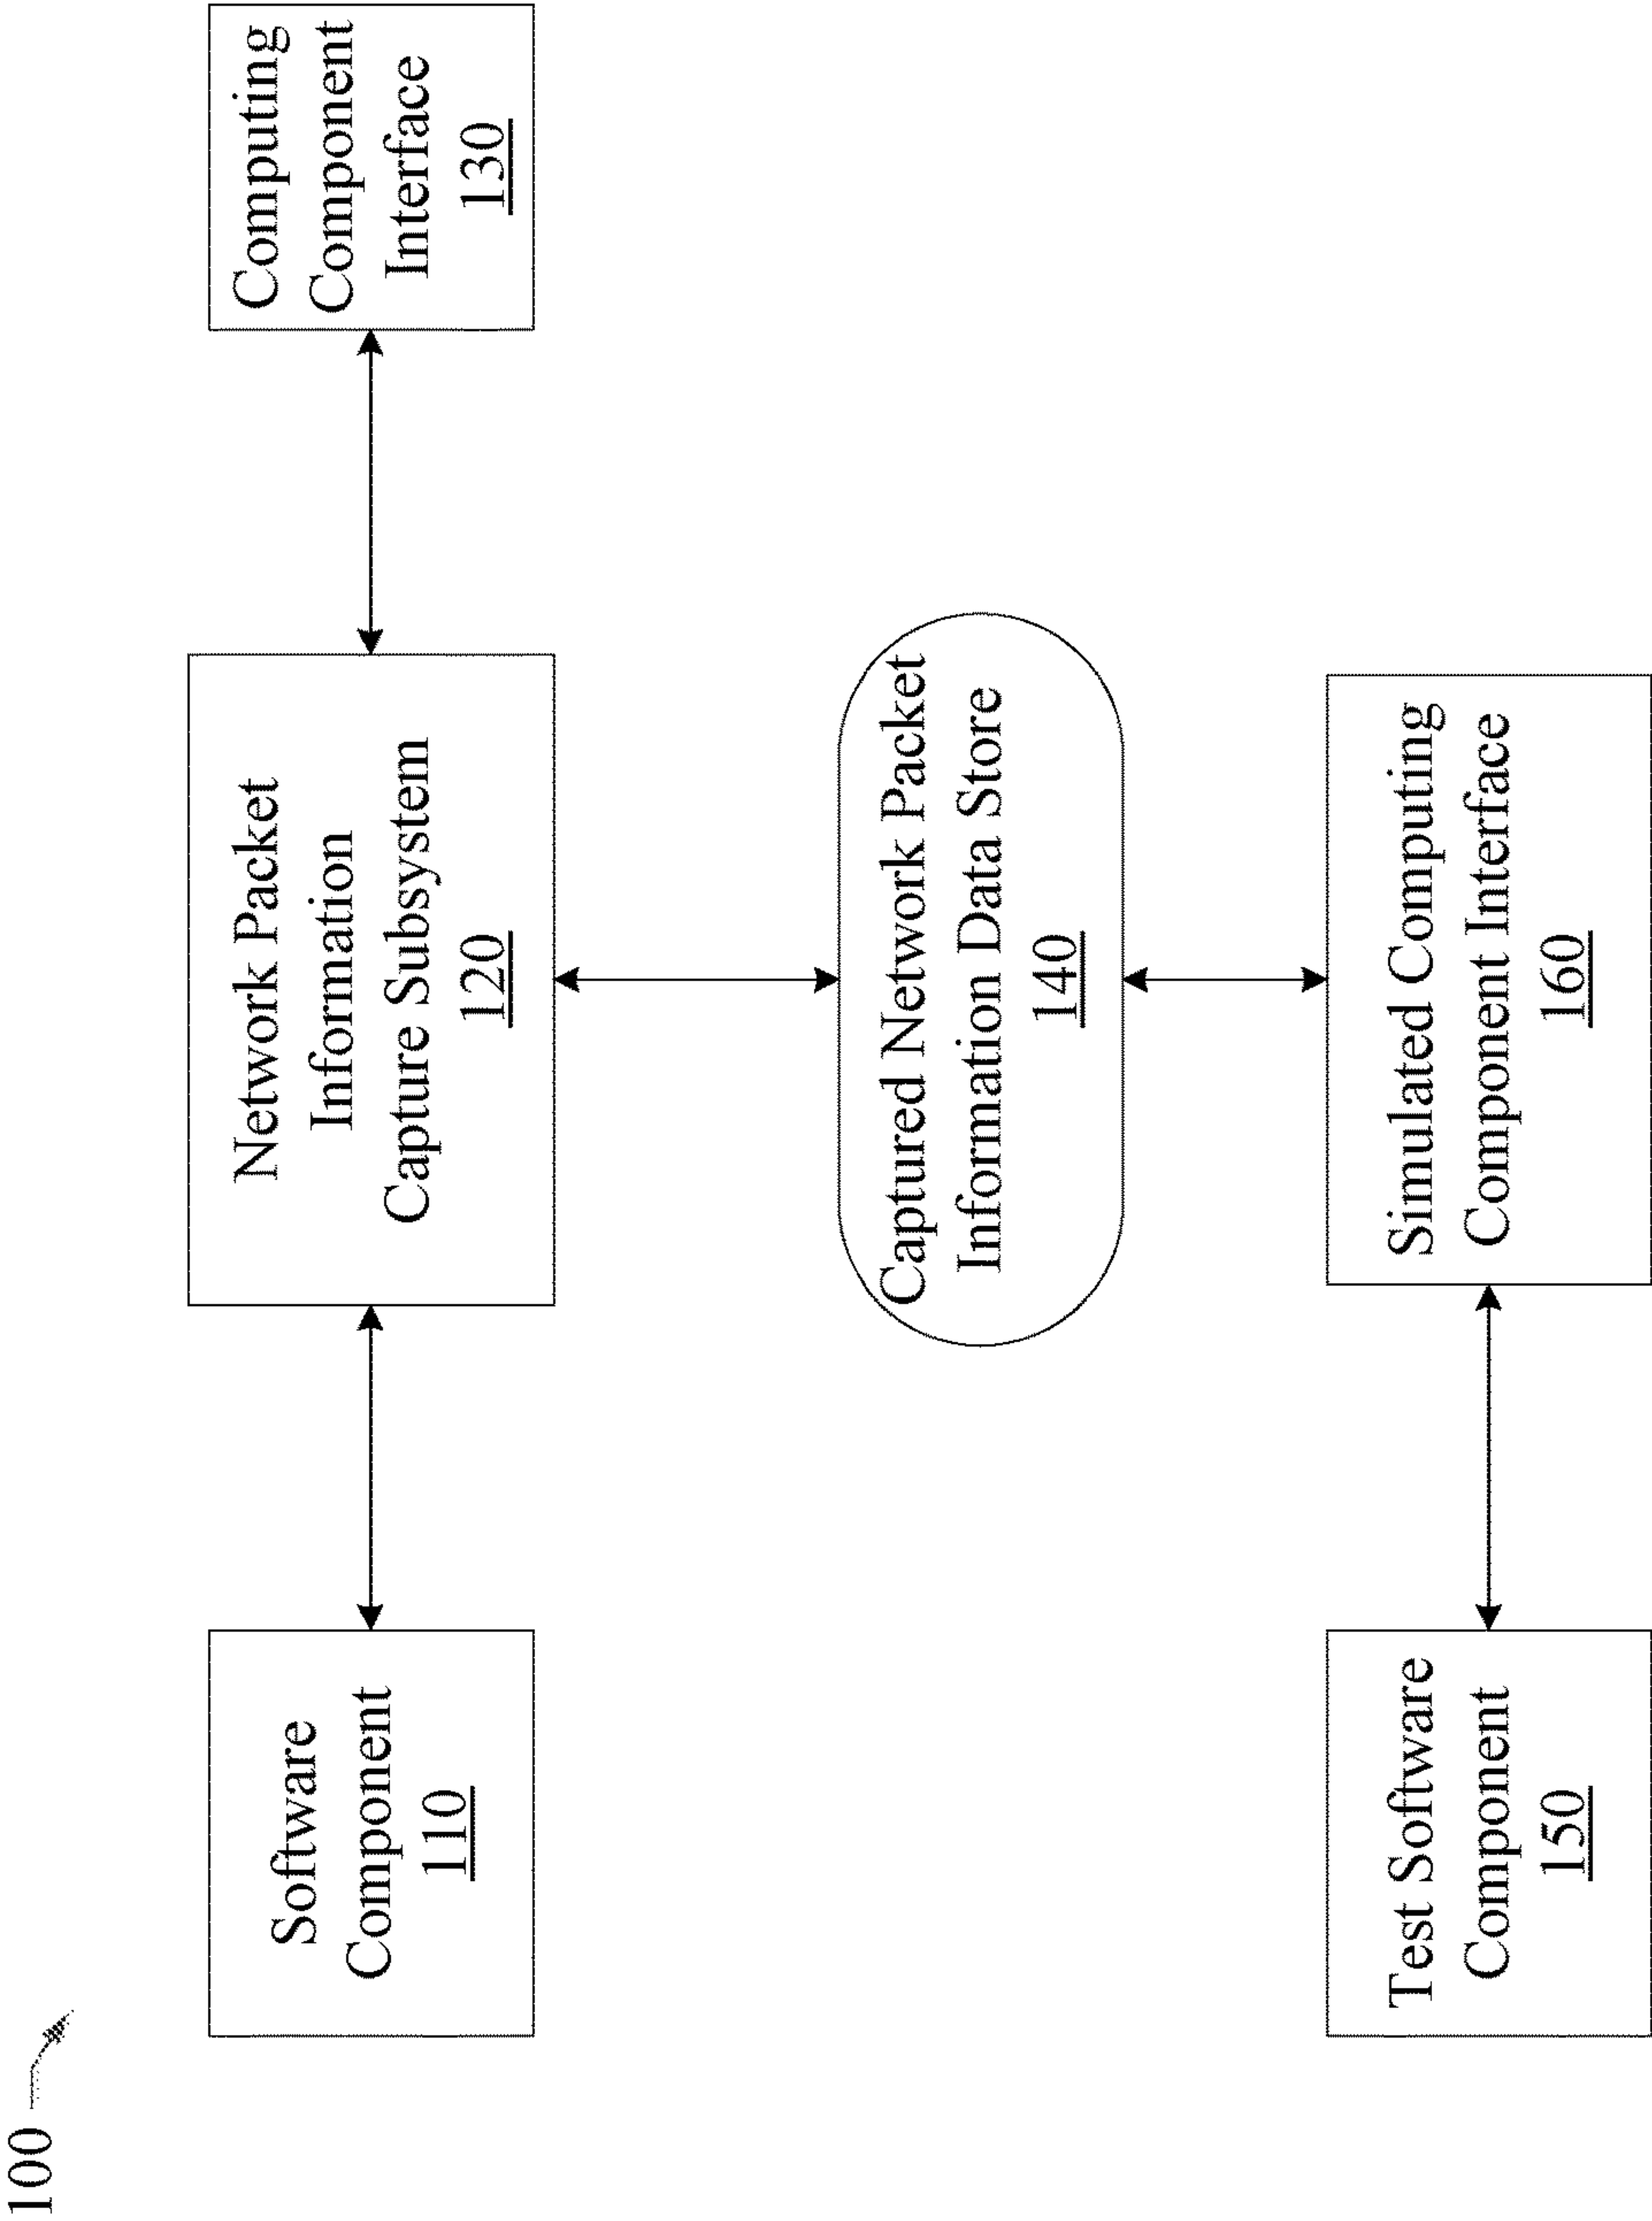 100
Software
Component
110
Network Packet
Information
Capture Subsystem
120
Computing
Component
Interface
130
Captured Network Packet
Information Data Store
140
Test Software
Component
150
Simulated Computing
Component Interface
160